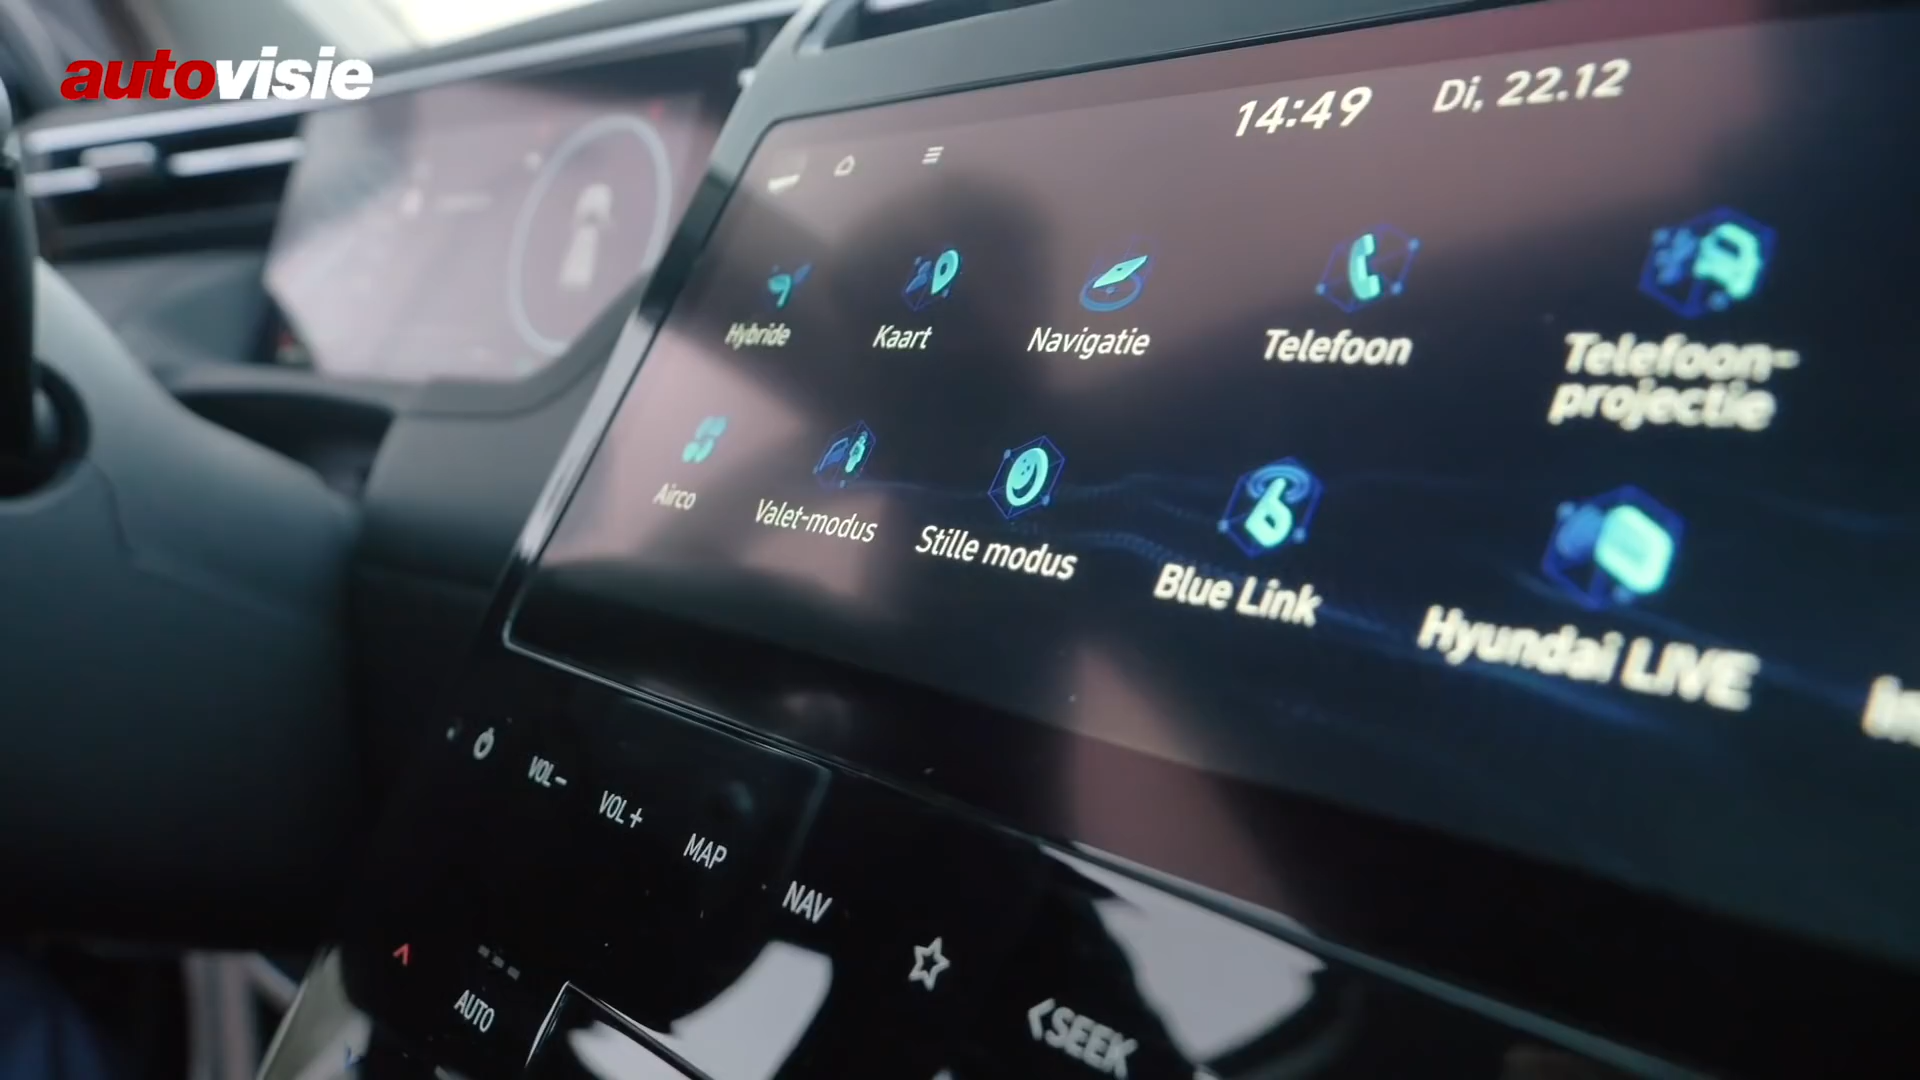 autovisie
14:49 Di, 22.12
Hybride
Kaart
Navigatie
Telefoon
Telefoon-
projectie
Airco
Valet-modus
Stille modus
Blue Link
Hyundai LIVE
VOL-
VOL+
MAP
NAV
<SEEK
AUTO